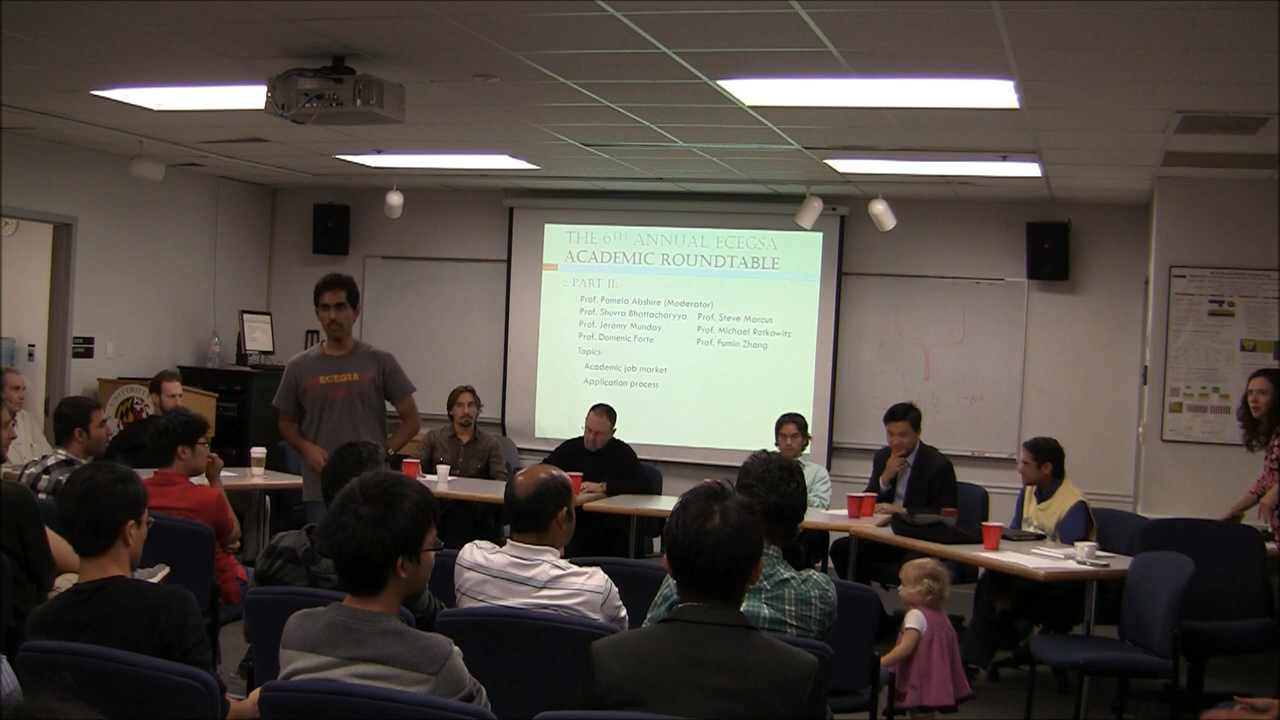 THE 6TH ANNUAL ECEGSA
ACADEMIC ROUNDTABLE
PART II:
Prof. Pamela Abshire (Moderator)
Prof. Shuvra Bhattacharyya Prof. Steve Marcus
Prof. Jeremy Munday Prof. Michael Rotkowitz
Prof. Domenic Forte Prof. Fumin Zhang
Topics:
Academic job market
Application process
ECEGSA